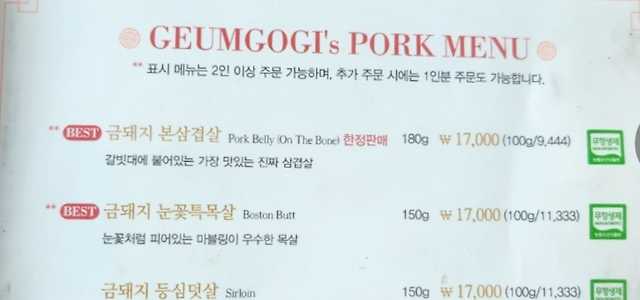 GEUMGOGI's PORK MENU
** 표시 메뉴는 2인 이상 주문 가능하며, 추가 주문 시에는 1인분 주문도 가능합니다.
** BEST 금돼지 본삼겹살 Pork Belly (On The Bone) 한정판매 180g ₩ 17,000 (100g/9,444)
갈빗대에 붙어있는 가장 맛있는 진짜 삼겹살
무항생제
** BEST 금돼지 눈꽃특목살 Boston Butt 150g ₩ 17,000 (100g/11,333)
눈꽃처럼 피어있는 마블링이 우수한 목살
무항생제
금돼지 등심덧살 Sirloin 150g ₩ 17,000 (100g/11,333)
무항생제